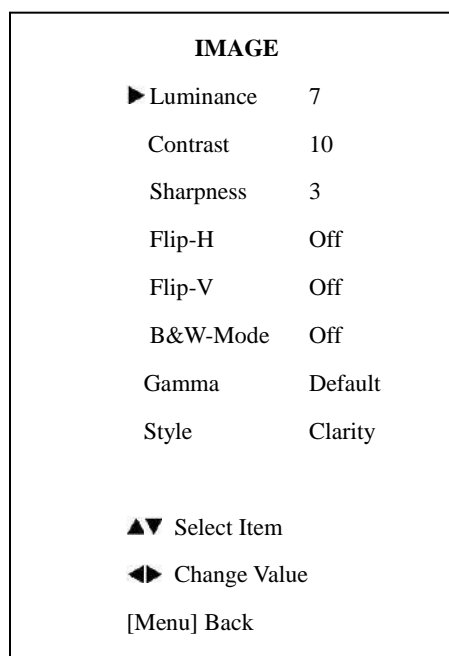 IMAGE
▶Luminance 7
Contrast 10
Sharpness 3
Flip-H Off
Flip-V Off
B&W-Mode Off
Gamma Default
Style Clarity
▲▼ Select Item
◀▶ Change Value
[Menu] Back